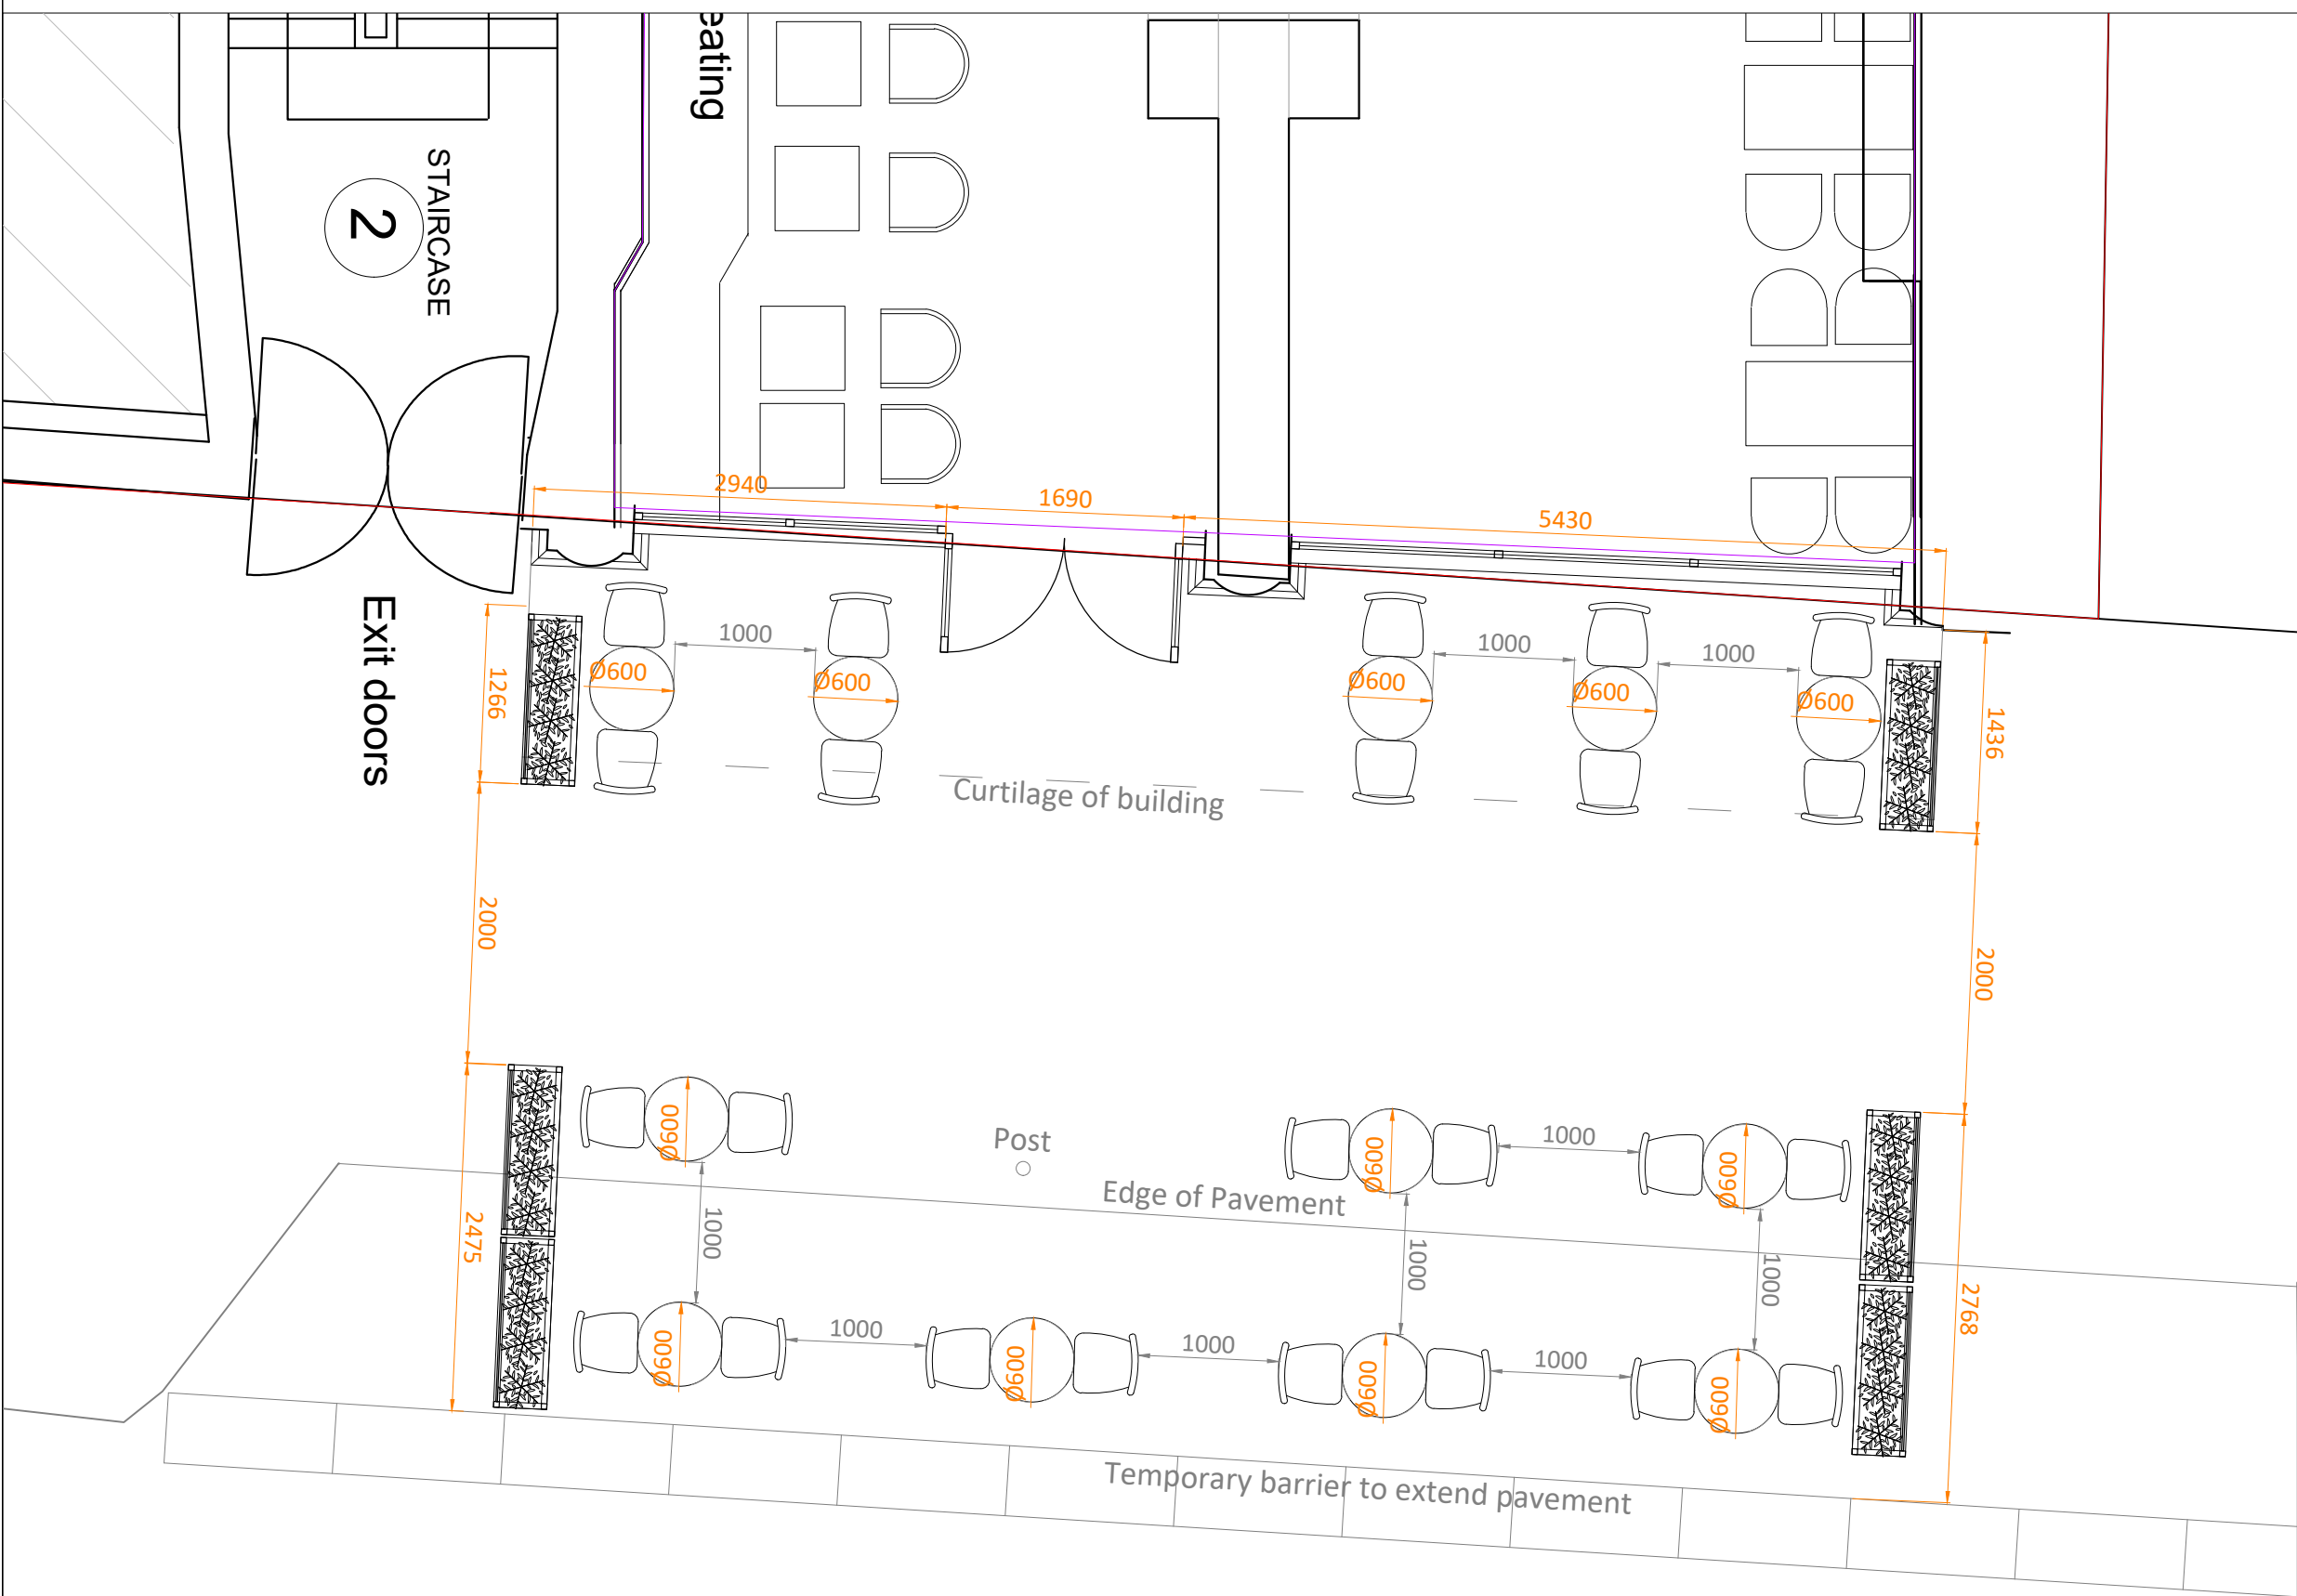 eating
STAIRCASE
2
2940
1690
5430
Exit doors
1266
1000
1000
1000
Ø600
Ø600
Ø600
Ø600
Ø600
1436
Curtilage of building
2000
2000
Ø600
Post
Ø600
1000
Ø600
Edge of Pavement
2475
1000
1000
1000
2768
Ø600
1000
Ø600
1000
Ø600
1000
Ø600
Temporary barrier to extend pavement